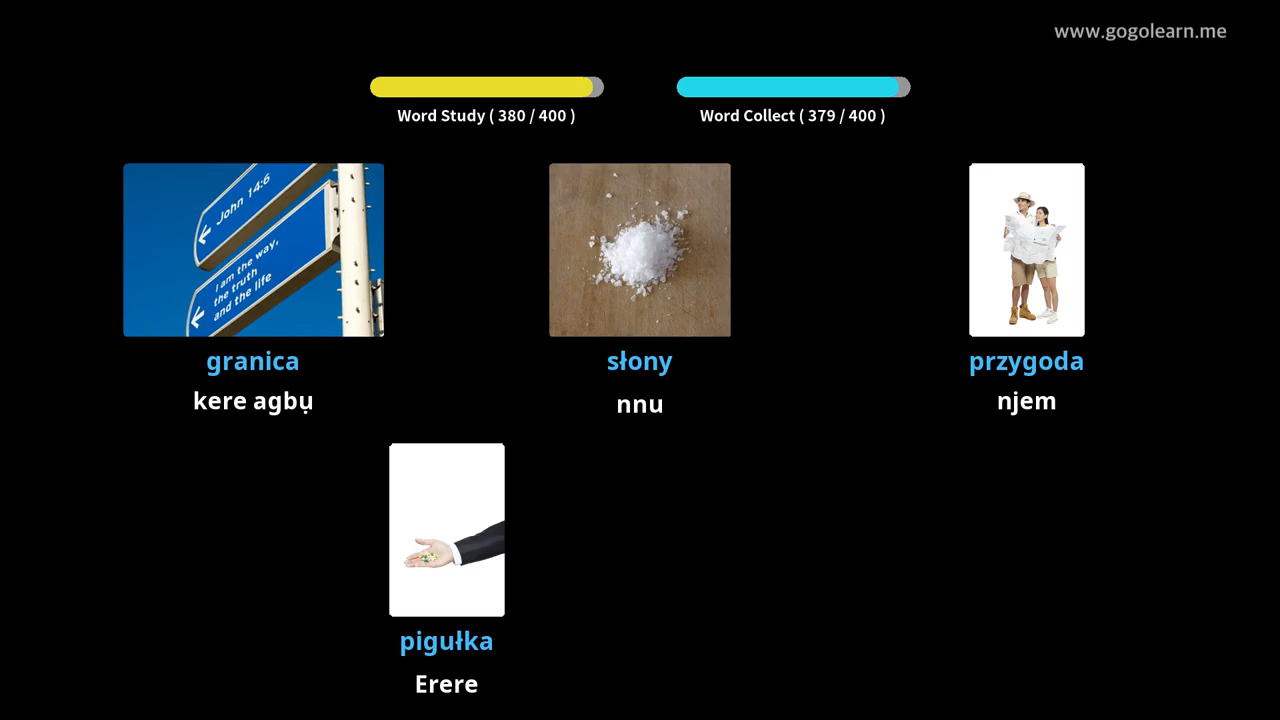 www.gogolearn.me
Word Study ( 380 / 400 )
Word Collect ( 379 / 400 )
John 14:6
I am the way,
the truth
and the life
granica
kere agbụ
słony
nnu
przygoda
njem
pigułka
Erere